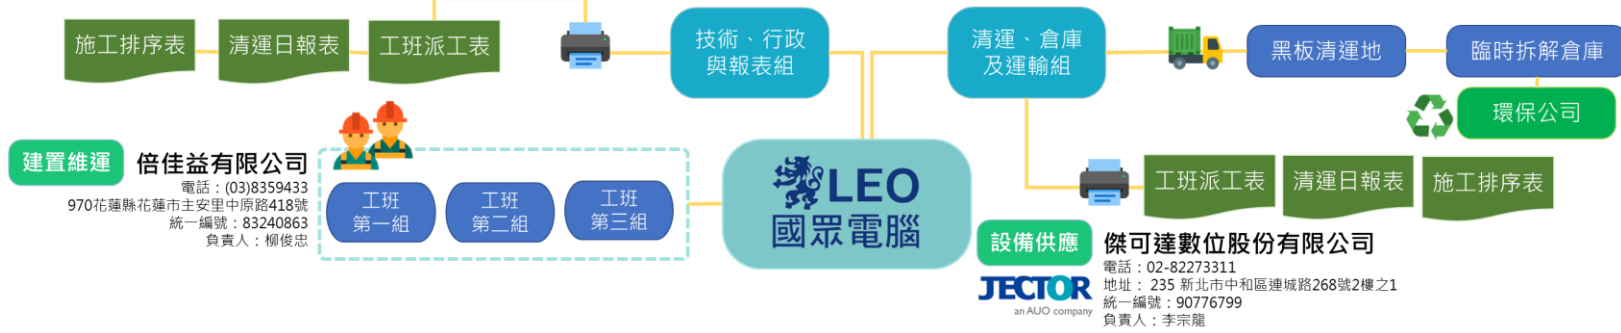 施工排序表
清運日報表
工班派工表
技術、行政
與報表組
清運、倉庫
及運輸組
黑板清運地
臨時拆解倉庫
環保公司
建置維運
倍佳益有限公司
電話：(03)8359433
970花蓮縣花蓮市主安里中原路418號
統一編號：83240863
負責人：柳俊忠
工班
第一組
工班
第二組
工班
第三組
LEO
國眾電腦
工班派工表
清運日報表
施工排序表
設備供應
傑可達數位股份有限公司
JECTOR
an AUO company
電話：02-82273311
地址： 235 新北市中和區連城路268號2樓之1
統一編號：90776799
負責人：李宗龍